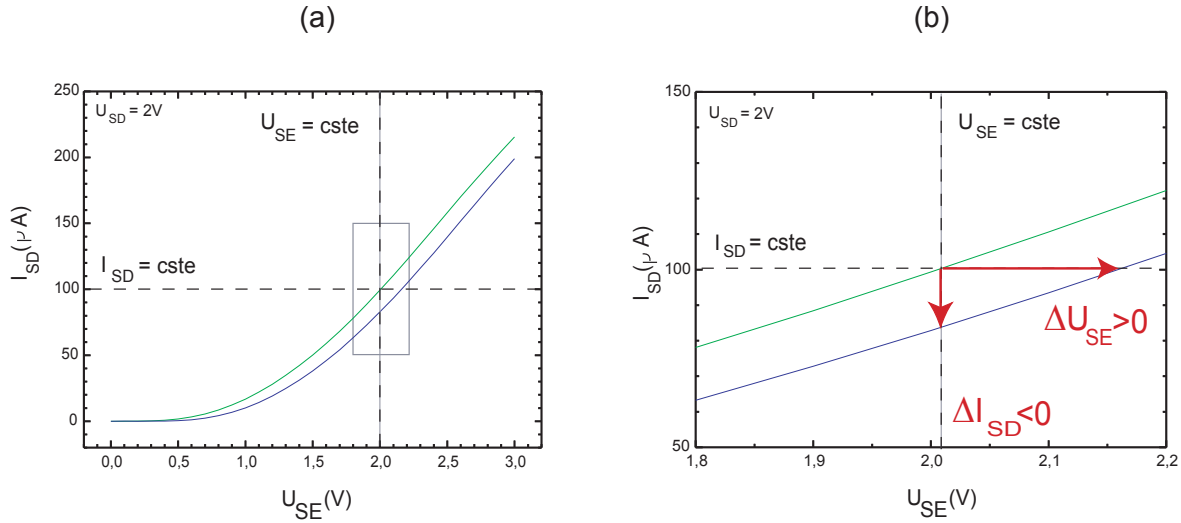 (a)
250
200
150
100
50
0
I_SD(μA)
U_SD = 2V
U_SE = cste
I_SD = cste
0,0 0,5 1,0 1,5 2,0 2,5 3,0
U_SE(V)
(b)
150
100
50
I_SD(μA)
U_SD = 2V
U_SE = cste
I_SD = cste
ΔU_SE>0
ΔI_SD<0
1,8 1,9 2,0 2,1 2,2
U_SE(V)